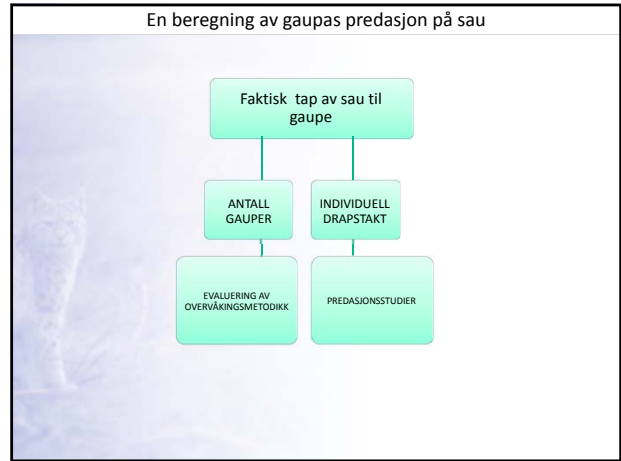 En beregning av gaupas predasjon på sau
Faktisk tap av sau til
gaupe
ANTALL
GAUPER
INDIVIDUELL
DRAPSTAKT
EVALUERING AV
OVERVÅKINGSMETODIKK
PREDASJONSSTUDIER